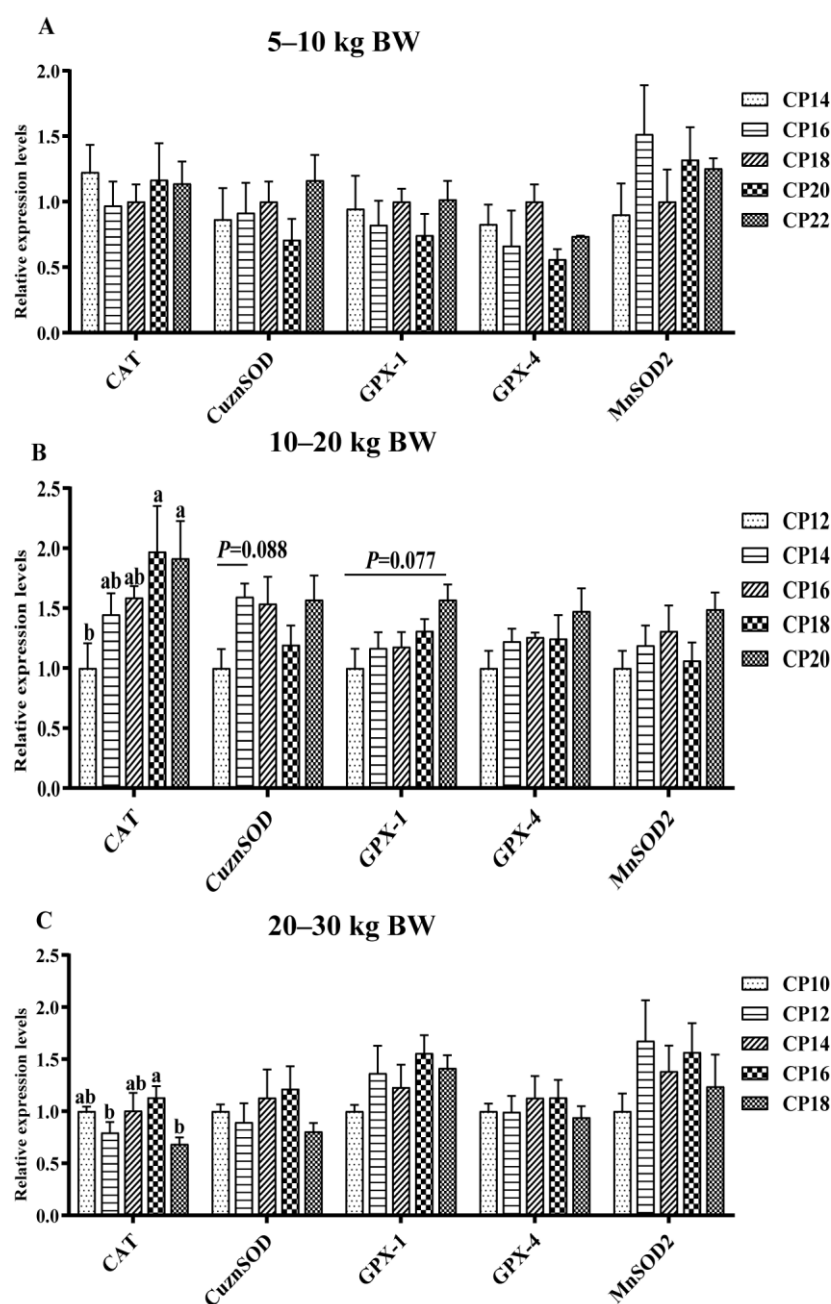 A
5–10 kg BW
Relative expression levels
2.0
1.5
1.0
0.5
0.0
CAT
CuznSOD
GPX-1
GPX-4
MnSOD2
CP14
CP16
CP18
CP20
CP22
B
10–20 kg BW
Relative expression levels
2.5
2.0
1.5
1.0
0.5
0.0
b
ab
ab
a
a
P=0.088
P=0.077
CAT
CuznSOD
GPX-1
GPX-4
MnSOD2
CP12
CP14
CP16
CP18
CP20
C
20–30 kg BW
Relative expression levels
2.5
2.0
1.5
1.0
0.5
0.0
ab
b
ab
a
b
CAT
CuznSOD
GPX-1
GPX-4
MnSOD2
CP10
CP12
CP14
CP16
CP18